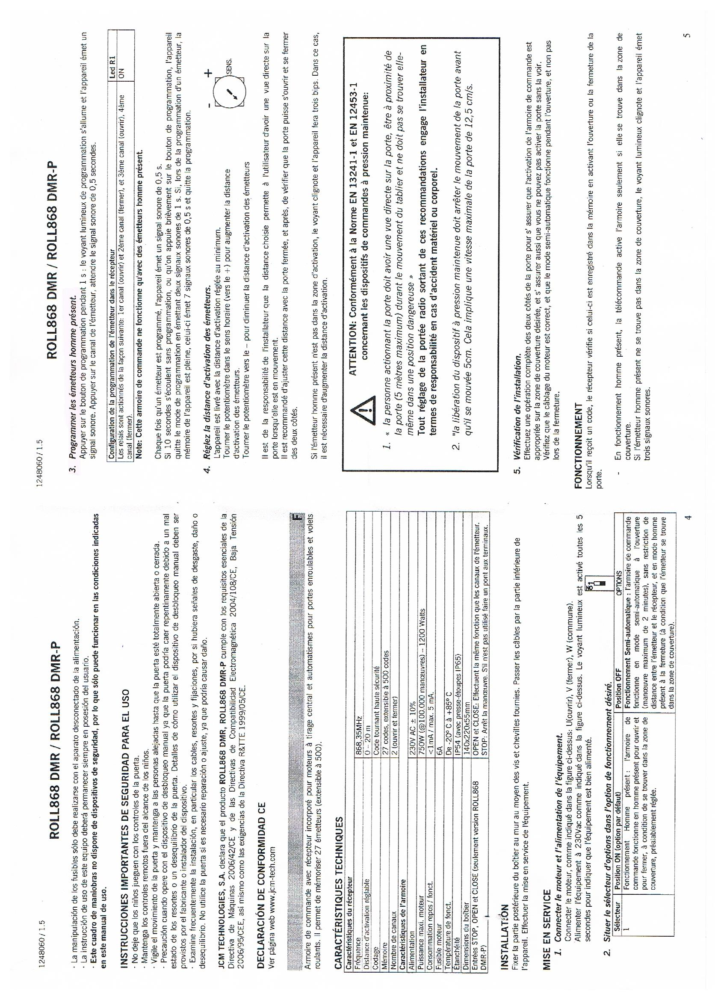 1248060 / 1.5
ROLL868 DMR / ROLL868 DMR-P
· La manipulación de los fusibles sólo debe realizarse con el aparato desconectado de la alimentación.
· La instrucción de uso de este equipo deberá permanecer siempre en posesión del usuario.
· Este cuadro de maniobras no dispone de dispositivos de seguridad, por lo que sólo puede funcionar en las condiciones indicadas
en este manual de uso.
INSTRUCCIONES IMPORTANTES DE SEGURIDAD PARA EL USO
· No deje que los niños jueguen con los controles de la puerta.
· Mantenga los controles remotos fuera del alcance de los niños.
· Vigile el movimiento de la puerta y mantenga a las personas alejadas hasta que la puerta esté totalmente abierta o cerrada.
· Precaución cuando opere con el dispositivo de desbloqueo manual ya que la puerta podría caer repentinamente debido a un mal
estado de los resortes o un desequilibrio de la puerta. Detalles de cómo utilizar el dispositivo de desbloqueo manual deben ser
provistos por el fabricante o instalador del dispositivo.
· Examine frecuentemente la instalación, en particular los cables, resortes y fijaciones, por si hubiera señales de desgaste, daño o
desequilibrio. No utilice la puerta si es necesario reparación o ajuste, ya que podría causar daño.
JCM TECHNOLOGIES, S.A. declara que el producto ROLL868 DMR, ROLL868 DMR-P cumple con los requisitos esenciales de la
Directiva de Máquinas 2006/42/CE y de las Directivas de Compatibilidad Electromagnética 2004/108/CE, Baja Tensión
2006/95/CEE, así mismo como las exigencias de la Directiva R&TTE 1999/05/CE.
DECLARACIÓN DE CONFORMIDAD CE
Ver página web www.jcm-tech.com
F
Armoire de commande avec récepteur incorporé pour moteurs à tirage central et automatismes pour portes enroulables et volets
roulants. Il permet de mémoriser 27 émetteurs (extensible à 500).
CARACTÉRISTIQUES TECHNIQUES
Caractéristiques du récepteur
Fréquence 868,35MHz
Distance d'activation réglable 0 – 20 m
Codage Code tournant haute sécurité
Mémoire 27 codes, extensible à 500 codes
Nombre de canaux 2 (ouvrir et fermer)
Caractéristiques de l'armoire
Alimentation 230V AC ± 10%
Puissance maxi. moteur 750W (@100.000 manœuvres) – 1200 Watts
Consommation repos / fonct. <1mA / max. 5 mA.
Fusible moteur 6A
Température de fonct. De -20º C à +85º C
Étanchéité IP54 (avec presse-étoupes IP65)
Dimensions du boîtier 140x220x55mm
Entrées STOP, OPEN et CLOSE (seulement version ROLL868 OPEN et CLOSE: Effectuent la même fonction que les canaux de l'émetteur.
DMR-P) STOP: Arrêt la manœuvre. S'il n'est pas utilisé faire un pont aux terminaux.
INSTALLATION
Fixer la partie postérieure du boîtier au mur au moyen des vis et chevilles fournies. Passer les câbles par la partie inférieure de
l'appareil. Effectuer la mise en service de l'équipement.
MISE EN SERVICE
1. Connecter le moteur et l'alimentation de l'équipement.
Connecter le moteur, comme indiqué dans la figure ci-dessus: U(ouvrir), V (fermer), W (commune).
Alimenter l'équipement à 230Vac comme indiqué dans la figure ci-dessus. Le voyant lumineux est activé toutes les 5
secondes pour indiquer que l'équipement est bien alimenté.
2. Situer le sélecteur d'options dans l'option de fonctionnement désiré.
OPTIONS
Sélecteur Position ON (option par défaut) Position OFF
1 Fonctionnement Homme présent : l'armoire de
commande fonctionne en homme présent pour ouvrir et
pour fermer, à condition de se trouver dans la zone de
couverture, préalablement réglée.
Fonctionnement Semi-automatique : l'armoire de commande
fonctionne en mode semi-automatique à l'ouverture
(manœuvre maximum de 2 minutes), sans restriction de
distance entre l'émetteur et le récepteur, et en mode homme
présent à la fermeture (à condition que l'émetteur se trouve
dans la zone de couverture).
4
1248060 / 1.5
ROLL868 DMR / ROLL868 DMR-P
3. Programmer les émetteurs homme présent.
Appuyer sur le bouton de programmation pendant 1 s : le voyant lumineux de programmation s'allume et l'appareil émet un
signal sonore. Appuyer sur le canal de l'émetteur, attendre le signal sonore de 0,5 secondes.
Configuration de la programmation de l'émetteur dans le récepteur Led R1
Les relais sont actionnés de la façon suivante: 1er canal (ouvrir) et 2ème canal (fermer), et 3ème canal (ouvrir), 4ème ON
canal (fermer).
Note: Cette armoire de commande ne fonctionne qu'avec des émetteurs homme présent.
Chaque fois qu'un émetteur est programmé, l'appareil émet un signal sonore de 0,5 s.
Si 10 secondes s'écoulent sans programmation, ou qu'on appuie brièvement sur le bouton de programmation, l'appareil
quitte le mode de programmation en émettant deux signaux sonores de 1 s. Si, lors de la programmation d'un émetteur, la
mémoire de l'appareil est pleine, celui-ci émet 7 signaux sonores de 0,5 s et quitte la programmation.
4. Réglez la distance d'activation des émetteurs.
L'appareil est livré avec la distance d'activation réglée au minimum.
Tourner le potentiomètre dans le sens horaire (vers le +) pour augmenter la distance
d'activation des émetteurs.
Tourner le potentiomètre vers le – pour diminuer la distance d'activation des émetteurs
- +
SENS.
Il est de la responsabilité de l'installateur que la distance choisie permette à l'utilisateur d'avoir une vue directe sur la
porte lorsqu'elle est en mouvement.
Il est recommandé d'ajuster cette distance avec la porte fermée, et après, de vérifier que la porte puisse s'ouvrir et se fermer
des deux côtés.
Si l'émetteur homme présent n'est pas dans la zone d'activation, le voyant clignote et l'appareil fera trois bips. Dans ce cas,
il est nécessaire d'augmenter la distance d'activation.
ATTENTION: Conformément à la Norme EN 13241-1 et EN 12453-1
concernant les dispositifs de commandes à pression maintenue:
1. « la personne actionnant la porte doit avoir une vue directe sur la porte, être à proximité de
la porte (5 mètres maximum) durant le mouvement du tablier et ne doit pas se trouver elle-
même dans une position dangereuse »
Tout réglage de la portée radio sortant de ces recommandations engage l'installateur en
termes de responsabilité en cas d'accident matériel ou corporel.
2. "la libération du dispositif à pression maintenue doit arrêter le mouvement de la porte avant
qu'il se mouvée 5cm. Cela implique une vitesse maximale de la porte de 12,5 cm/s.
5. Vérification de l'installation.
Effectuez une opération complète des deux côtés de la porte pour s' assurer que l'activation de l'armoire de commande est
appropriée sur la zone de couverture désirée, et s' assurer aussi que vous ne pouvez pas activer la porte sans la voir.
Vérifiez que le câblage du moteur est correct, et que le mode semi-automatique fonctionne pendant l'ouverture, et non pas
lors de la fermeture.
FONCTIONNEMENT
Lorsqu'il reçoit un code, le récepteur vérifie si celui-ci est enregistré dans la mémoire en activant l'ouverture ou la fermeture de la
porte.
- En fonctionnement homme présent, la télécommande active l'armoire seulement si elle se trouve dans la zone de
couverture.
Si l'émetteur homme présent ne se trouve pas dans la zone de couverture, le voyant lumineux clignote et l'appareil émet
trois signaux sonores.
5